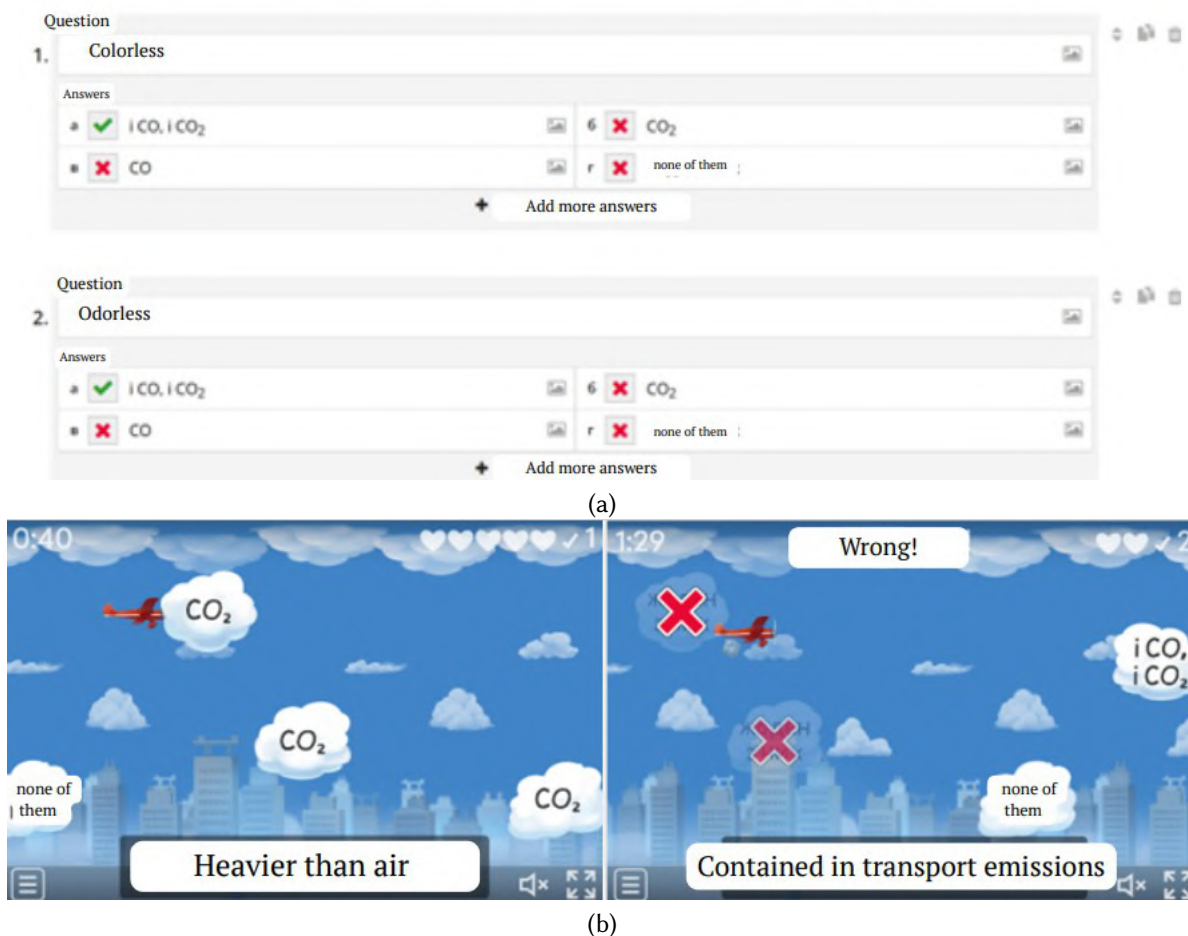 Question
1. Colorless
Answers
а ✔ i CO, i CO₂ б ✖ CO₂
в ✖ CO г ✖ none of them
+ Add more answers
Question
2. Odorless
Answers
а ✔ i CO, i CO₂ б ✖ CO₂
в ✖ CO г ✖ none of them
+ Add more answers
(a)
0:40 ✓ 1
CO₂
CO₂
none of
them
CO₂
Heavier than air
1:29 Wrong! ✓ 2
i CO,
i CO₂
none of
them
Contained in transport emissions
(b)